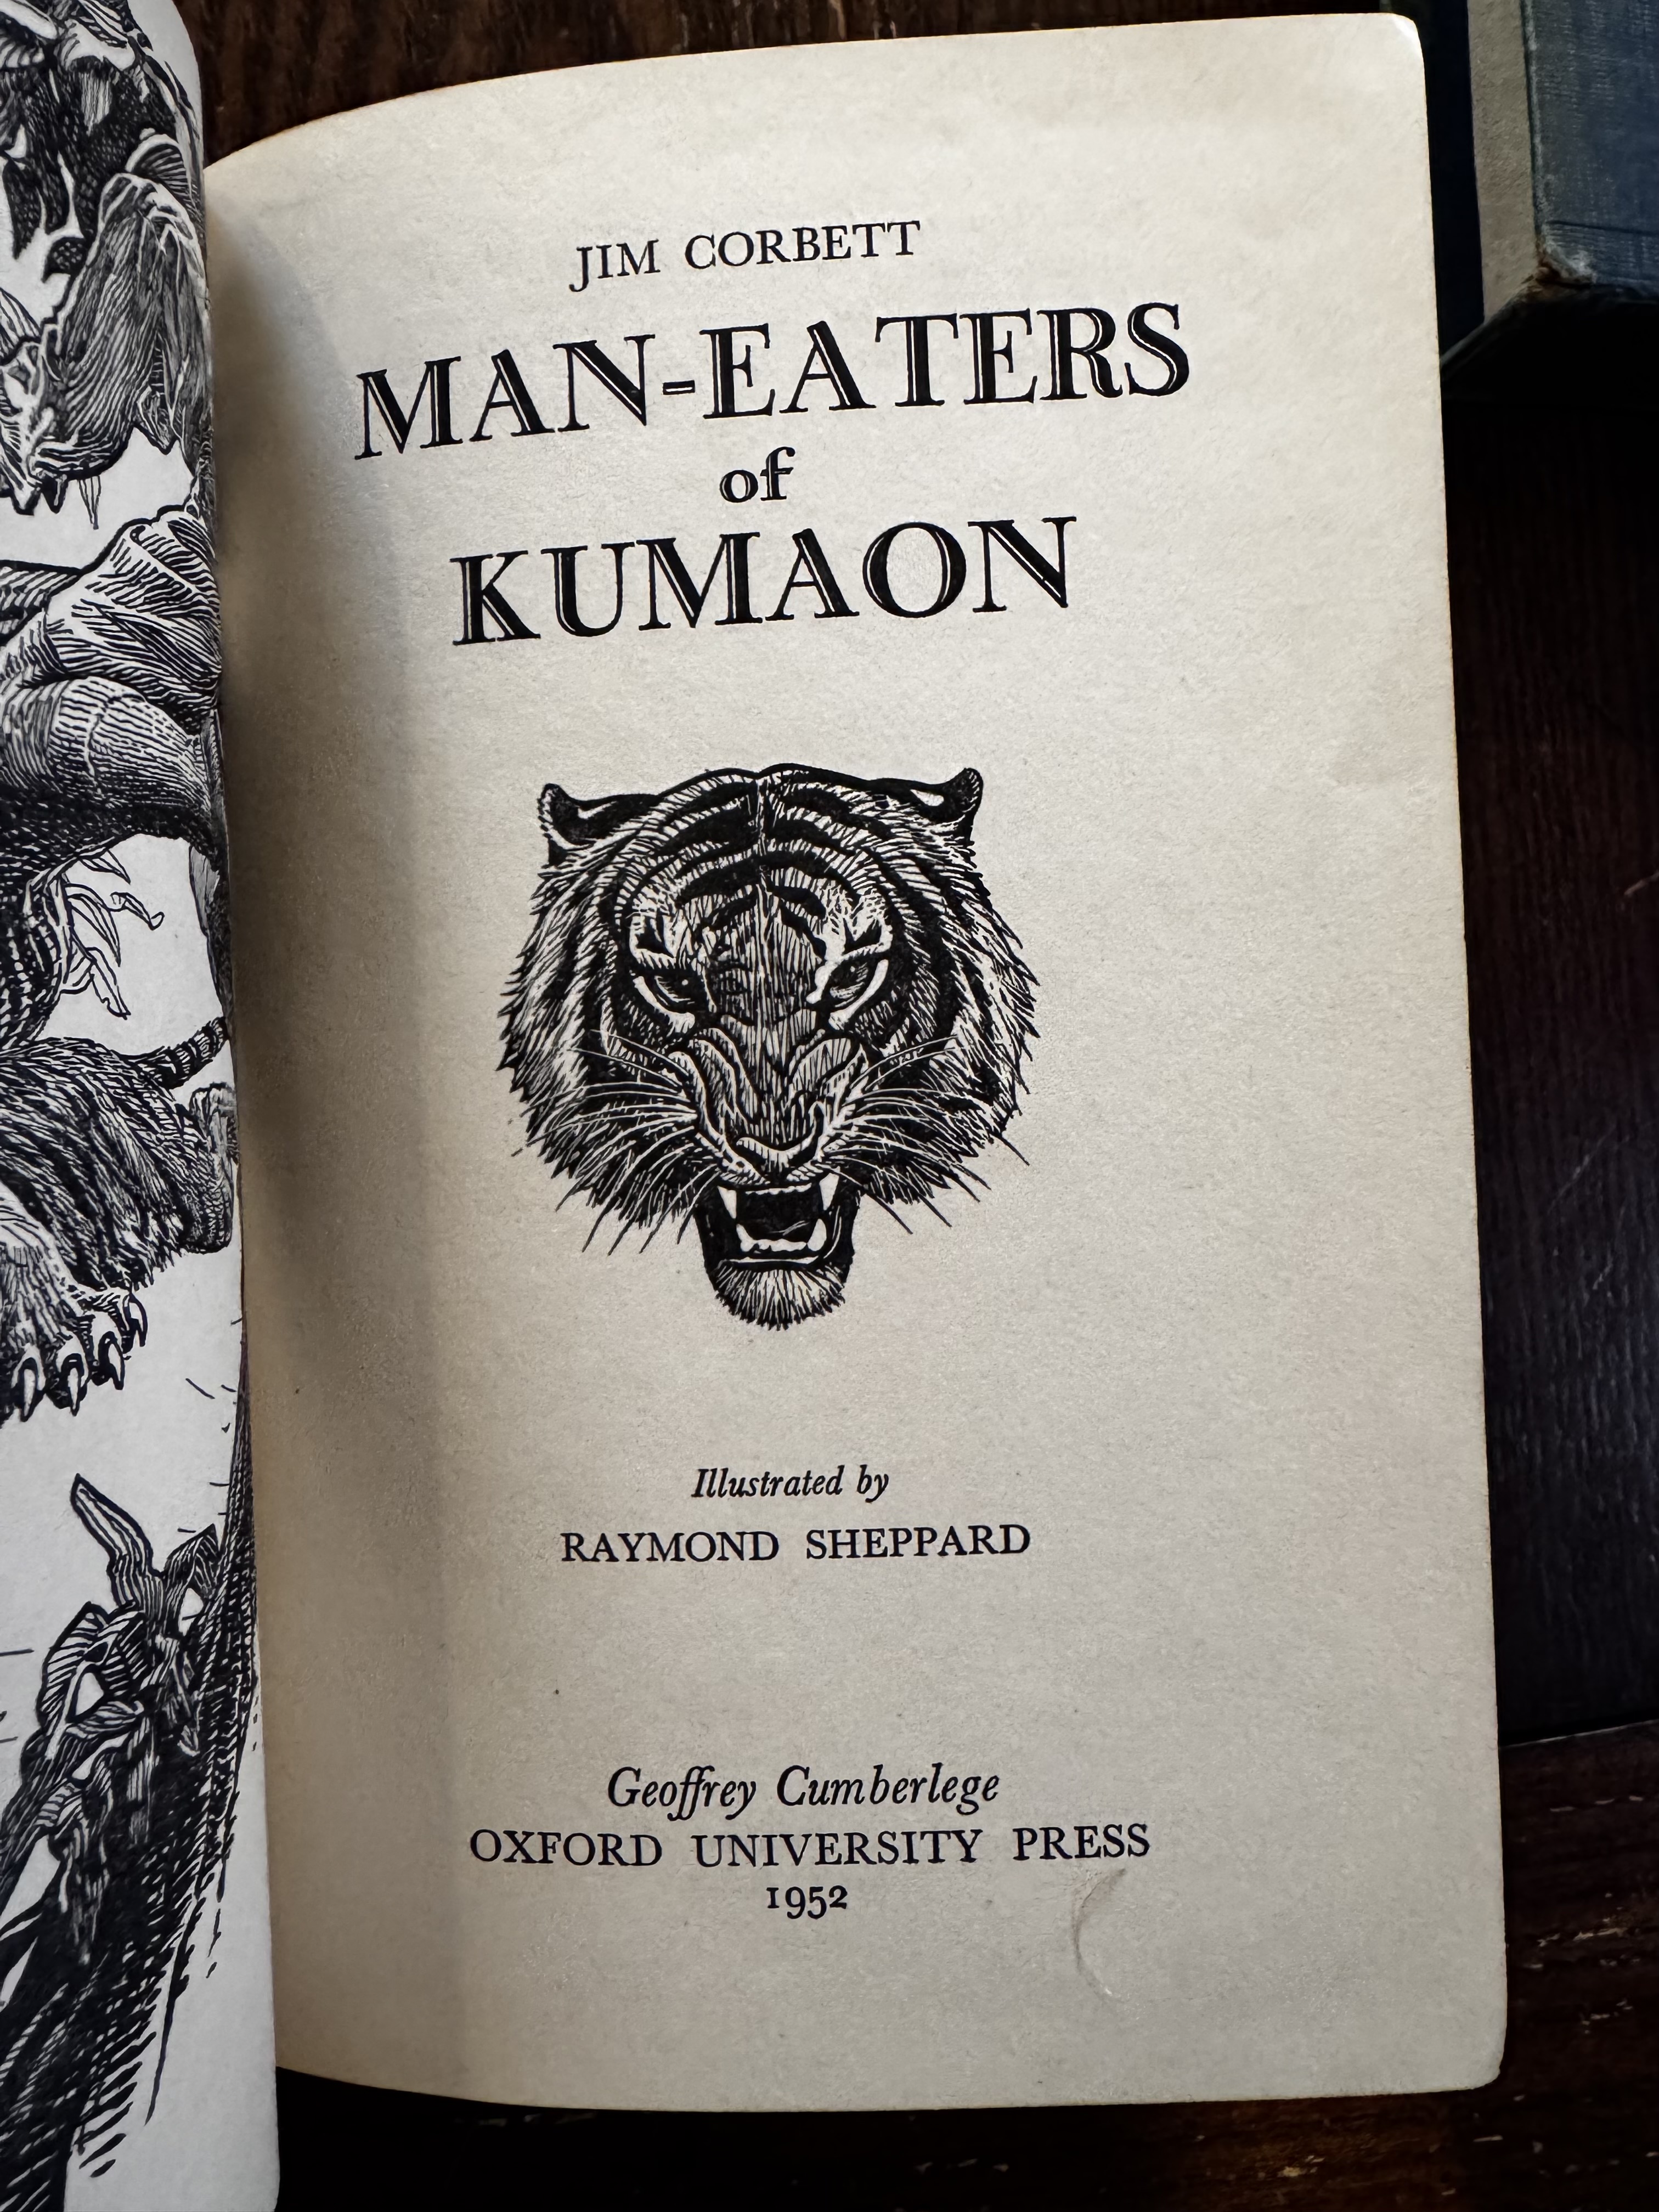 JIM CORBETT
MAN-EATERS
of
KUMAON
Illustrated by
RAYMOND SHEPPARD
Geoffrey Cumberlege
OXFORD UNIVERSITY PRESS
1952